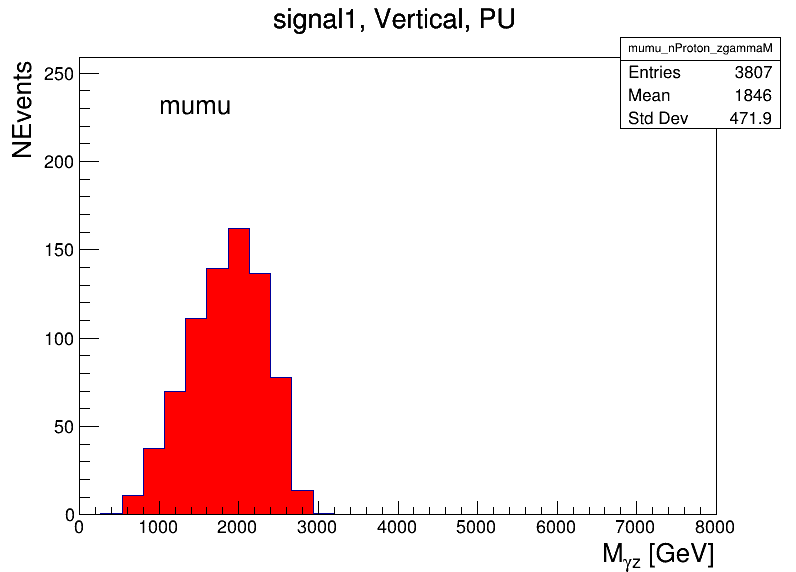 signal1, Vertical, PU
mumu_nProton_zgammaM
Entries 3807
Mean 1846
Std Dev 471.9
NEvents
mumu
250
200
150
100
50
0
0 1000 2000 3000 4000 5000 6000 7000 8000
Mγz [GeV]